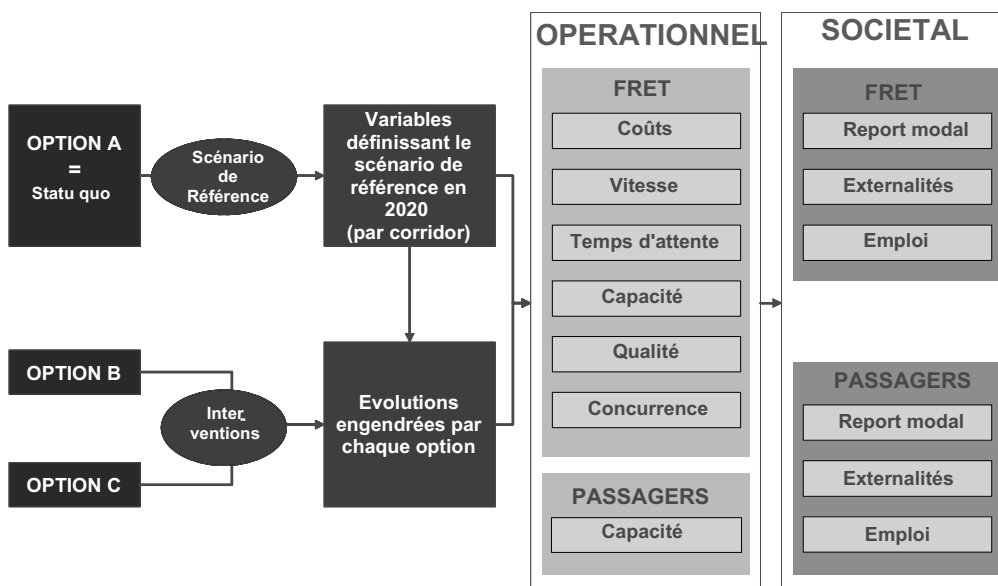 OPTION A
=
Statu quo
Scénario
de
Référence
Variables
définissant le
scénario de
référence en
2020
(par corridor)
OPTION B
OPTION C
Inter_
ventions
Evolutions
engendrées par
chaque option
OPERATIONNEL
FRET
Coûts
Vitesse
Temps d'attente
Capacité
Qualité
Concurrence
PASSAGERS
Capacité
SOCIETAL
FRET
Report modal
Externalités
Emploi
PASSAGERS
Report modal
Externalités
Emploi